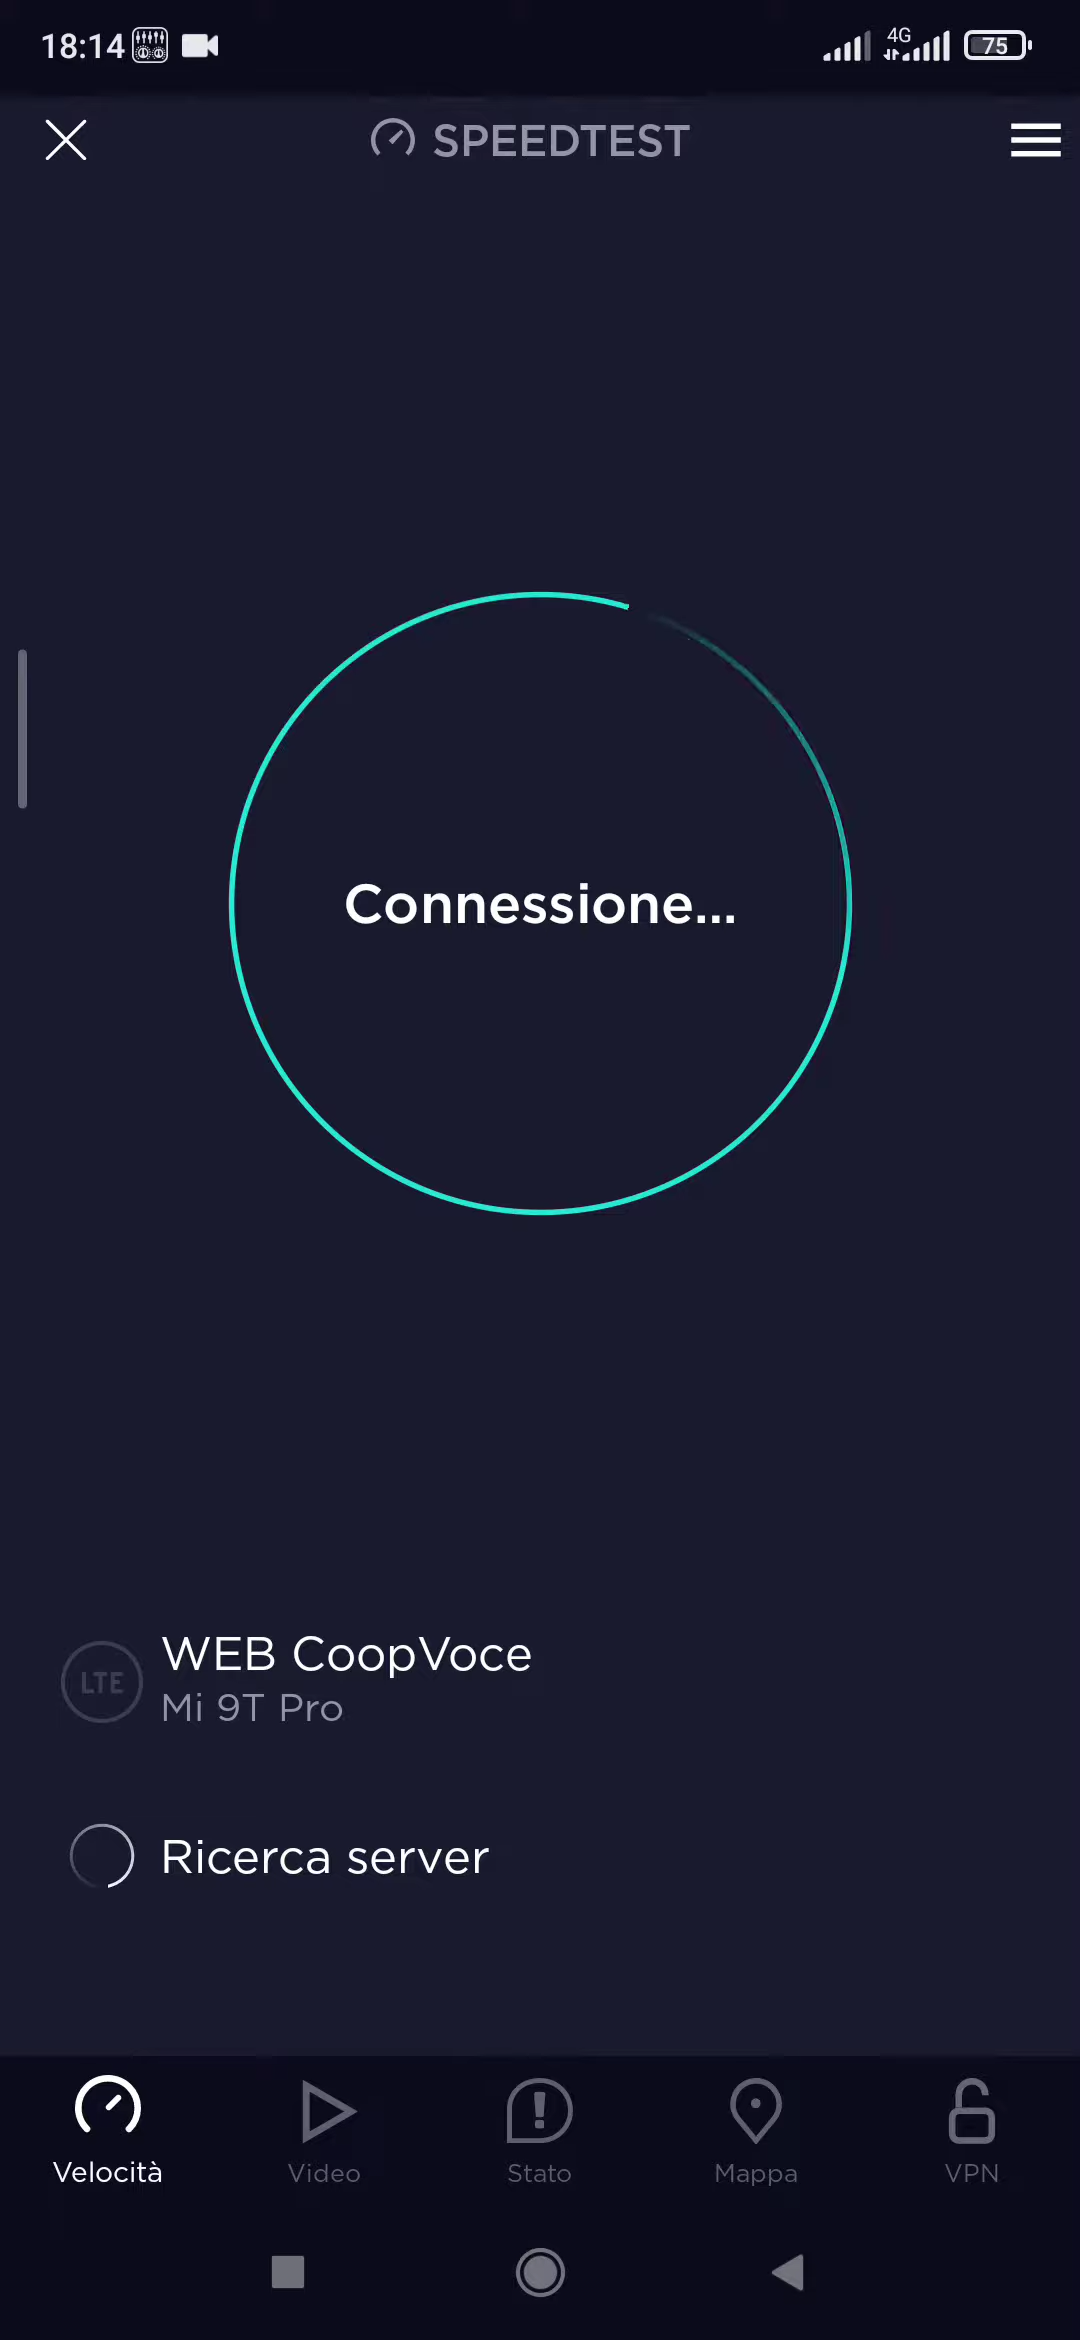 18:14
4G
75
SPEEDTEST
Connessione...
LTE
WEB CoopVoce
Mi 9T Pro
Ricerca server
Velocità
Video
Stato
Mappa
VPN